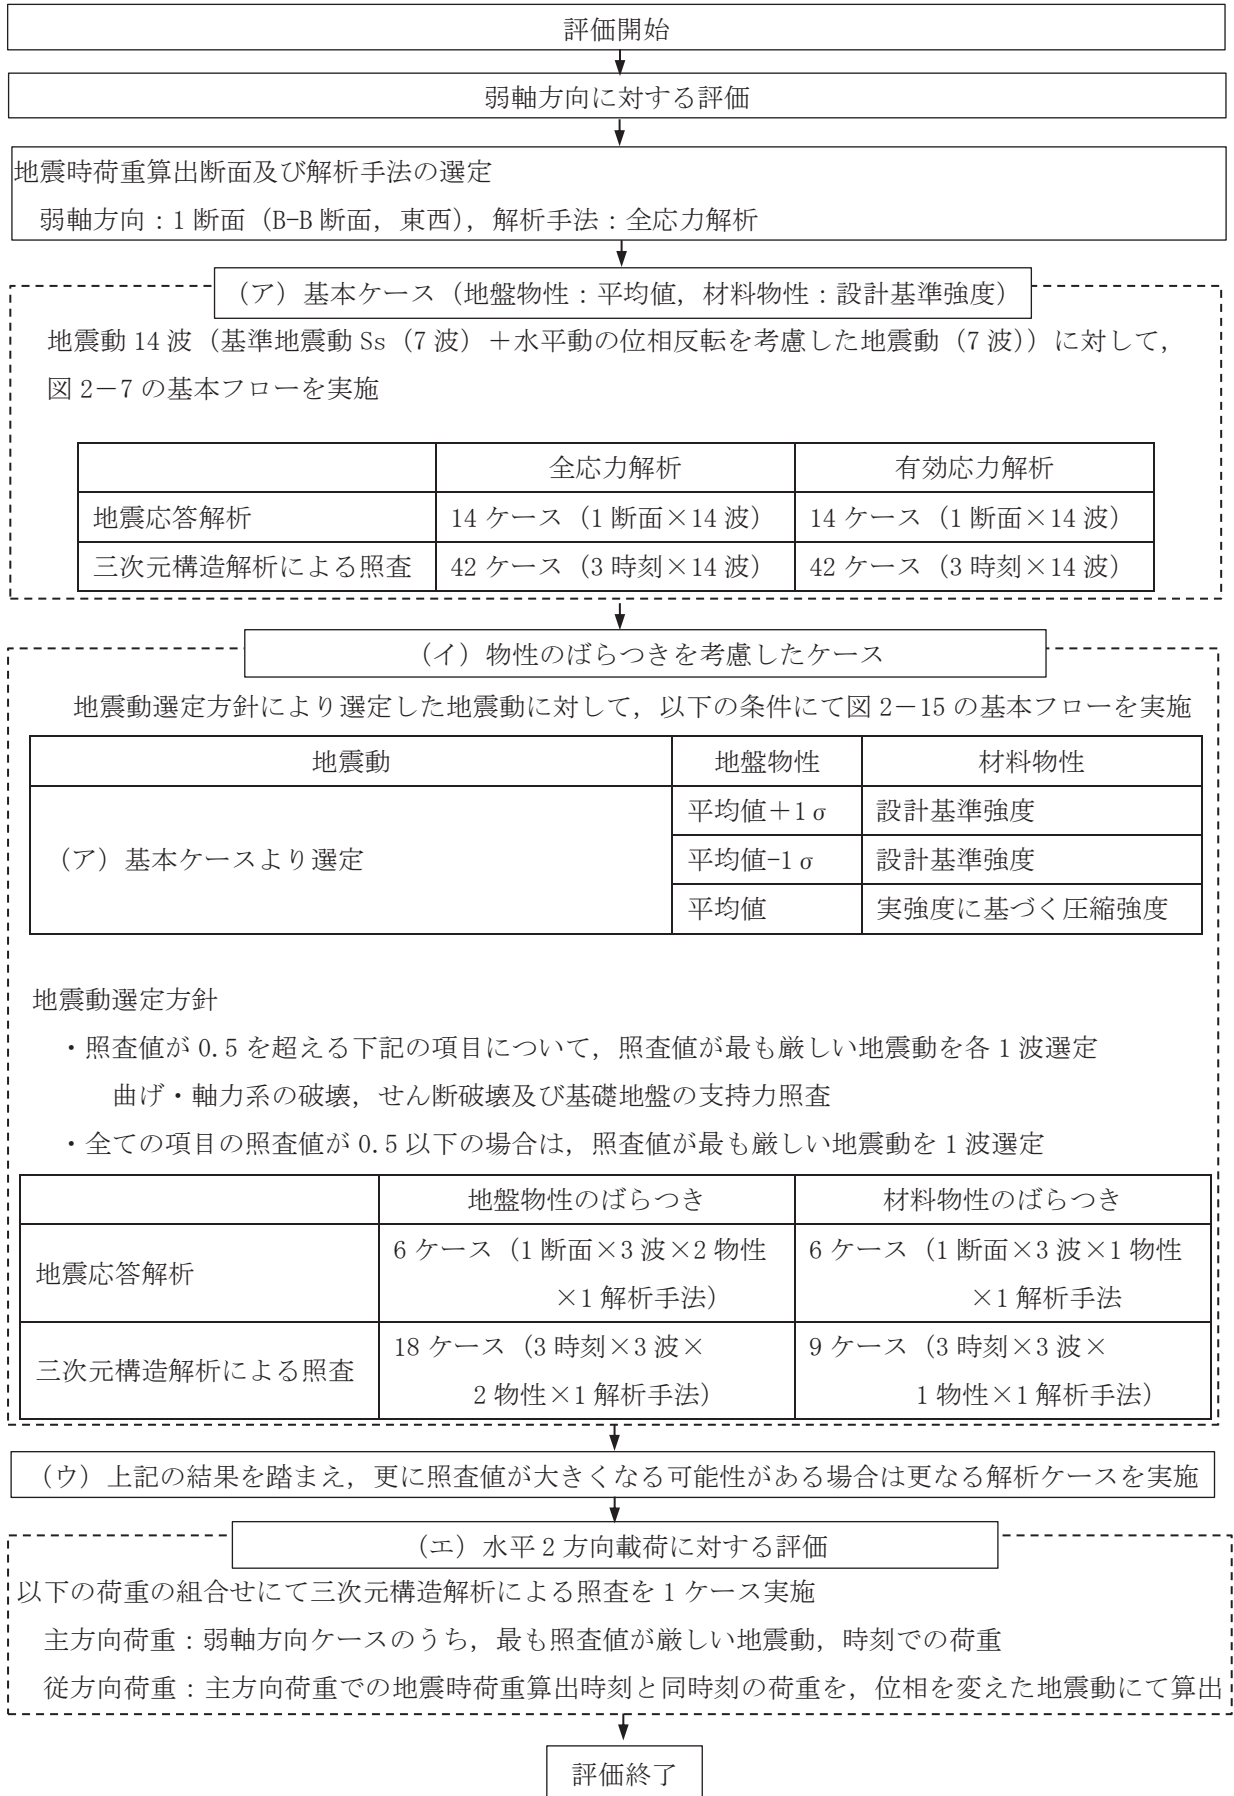 評価開始
弱軸方向に対する評価
地震時荷重算出断面及び解析手法の選定
弱軸方向：1 断面（B-B 断面，東西），解析手法：全応力解析
（ア）基本ケース（地盤物性：平均値，材料物性：設計基準強度）
地震動 14 波（基準地震動 Ss（7 波）＋水平動の位相反転を考慮した地震動（7 波））に対して，
図 2－7 の基本フローを実施
全応力解析 有効応力解析
地震応答解析 14 ケース（1 断面×14 波） 14 ケース（1 断面×14 波）
三次元構造解析による照査 42 ケース（3 時刻×14 波） 42 ケース（3 時刻×14 波）
（イ）物性のばらつきを考慮したケース
地震動選定方針により選定した地震動に対して，以下の条件にて図 2－15 の基本フローを実施
地震動 地盤物性 材料物性
（ア）基本ケースより選定
平均値＋1σ 設計基準強度
平均値-1σ 設計基準強度
平均値 実強度に基づく圧縮強度
地震動選定方針
・照査値が 0.5 を超える下記の項目について，照査値が最も厳しい地震動を各 1 波選定
曲げ・軸力系の破壊，せん断破壊及び基礎地盤の支持力照査
・全ての項目の照査値が 0.5 以下の場合は，照査値が最も厳しい地震動を 1 波選定
地盤物性のばらつき 材料物性のばらつき
地震応答解析
6 ケース（1 断面×3 波×2 物性
×1 解析手法）
6 ケース（1 断面×3 波×1 物性
×1 解析手法
三次元構造解析による照査
18 ケース（3 時刻×3 波×
2 物性×1 解析手法）
9 ケース（3 時刻×3 波×
1 物性×1 解析手法）
（ウ）上記の結果を踏まえ，更に照査値が大きくなる可能性がある場合は更なる解析ケースを実施
（エ）水平 2 方向載荷に対する評価
以下の荷重の組合せにて三次元構造解析による照査を 1 ケース実施
主方向荷重：弱軸方向ケースのうち，最も照査値が厳しい地震動，時刻での荷重
従方向荷重：主方向荷重での地震時荷重算出時刻と同時刻の荷重を，位相を変えた地震動にて算出
評価終了